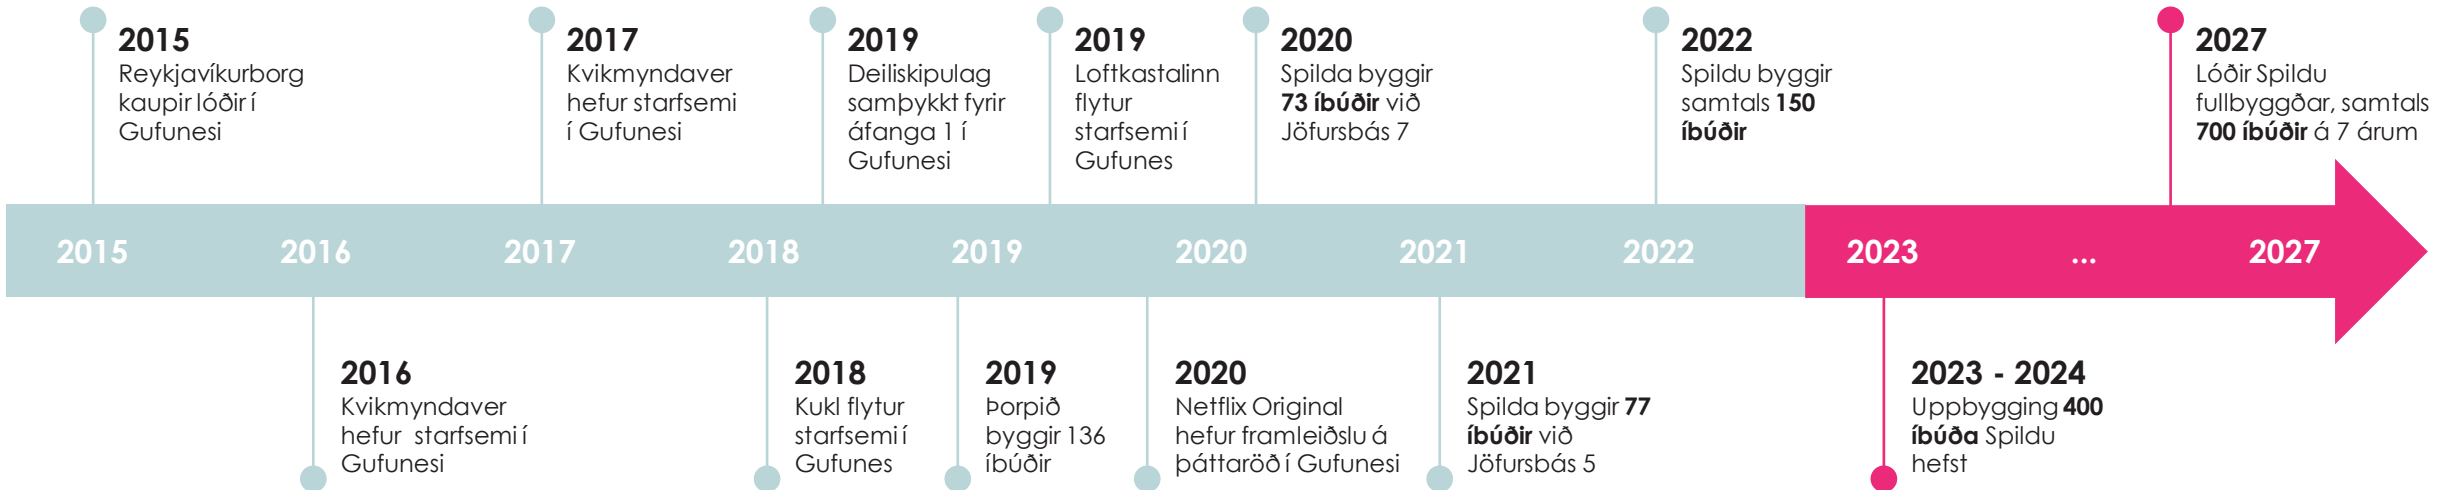 2015
Reykjavíkurborg
kaupir lóðir í
Gufunesi
2017
Kvikmyndaver
hefur starfsemi
í Gufunesi
2019
Deiliskipulag
samþykkt fyrir
áfanga 1 í
Gufunesi
2019
Loftkastalinn
flytur
starfsemi í
Gufunes
2020
Spilda byggir
73 íbúðir við
Jöfursbás 7
2022
Spildu byggir
samtals 150
íbúðir
2027
Lóðir Spildu
fullbyggðar, samtals
700 íbúðir á 7 árum
2015 2016 2017 2018 2019 2020 2021 2022 2023 ... 2027
2016
Kvikmyndaver
hefur starfsemi í
Gufunesi
2018
Kukl flytur
starfsemi í
Gufunes
2019
Þorpið
byggir 136
íbúðir
2020
Netflix Original
hefur framleiðslu á
þáttaröð í Gufunesi
2021
Spilda byggir 77
íbúðir við
Jöfursbás 5
2023 - 2024
Uppbygging 400
íbúða Spildu
hefst